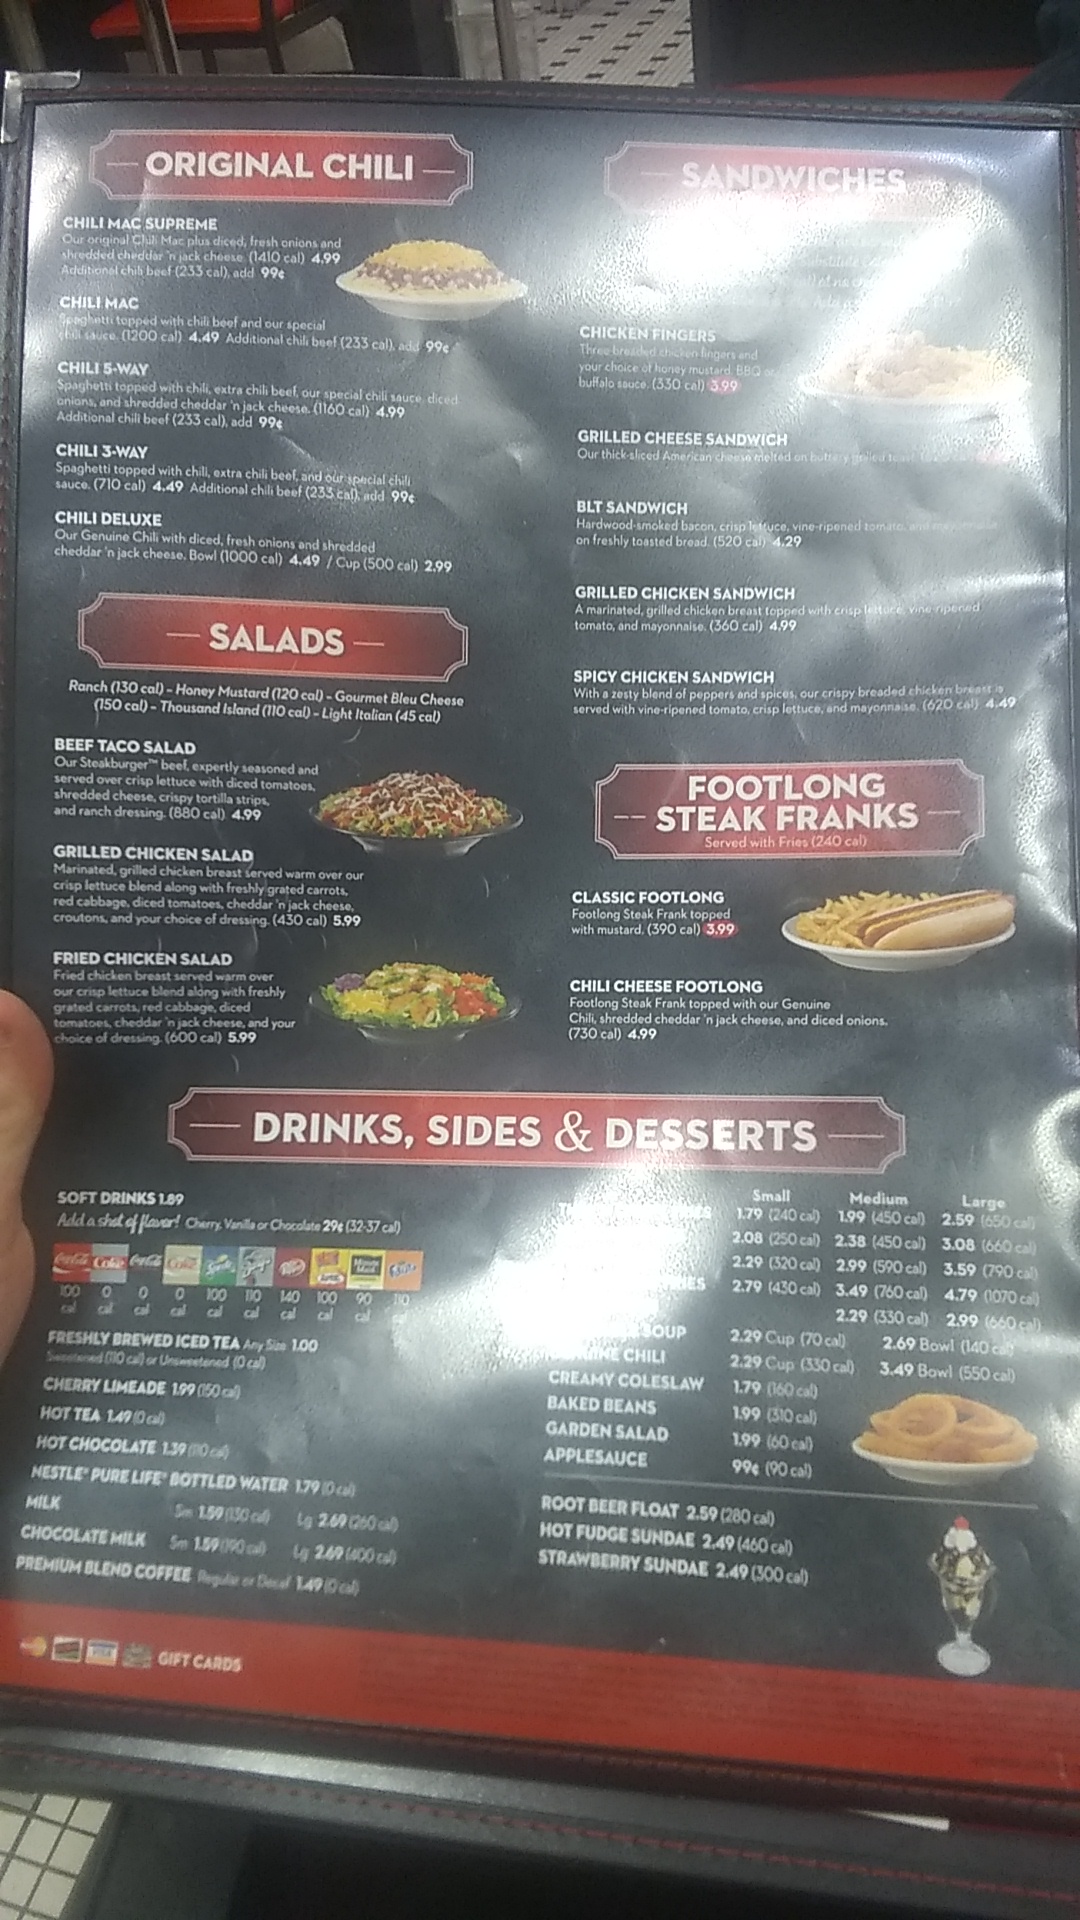 ORIGINAL CHILI
CHILI MAC SUPREME
Our original Chili Mac plus diced, fresh onions and
shredded cheddar 'n jack cheese. (1410 cal) 4.99
Additional chili beef (233 cal), add 99¢
CHILI MAC
Spaghetti topped with chili beef and our special
chili sauce. (1200 cal) 4.49 Additional chili beef (233 cal), add 99¢
CHILI 5-WAY
Spaghetti topped with chili, extra chili beef, our special chili sauce, diced
onions, and shredded cheddar 'n jack cheese. (1160 cal) 4.99
Additional chili beef (233 cal), add 99¢
CHILI 3-WAY
Spaghetti topped with chili, extra chili beef, and our special chili
sauce. (710 cal) 4.49 Additional chili beef (233 cal), add 99¢
CHILI DELUXE
Our Genuine Chili with diced, fresh onions and shredded
cheddar 'n jack cheese. Bowl (1000 cal) 4.49 / Cup (500 cal) 2.99
SALADS
Ranch (130 cal) - Honey Mustard (120 cal) - Gourmet Bleu Cheese
(150 cal) - Thousand Island (110 cal) - Light Italian (45 cal)
BEEF TACO SALAD
Our Steakburger™ beef, expertly seasoned and
served over crisp lettuce with diced tomatoes,
shredded cheese, crispy tortilla strips,
and ranch dressing. (880 cal) 4.99
GRILLED CHICKEN SALAD
Marinated, grilled chicken breast served warm over our
crisp lettuce blend along with freshly grated carrots,
red cabbage, diced tomatoes, cheddar 'n jack cheese,
croutons, and your choice of dressing. (430 cal) 5.99
FRIED CHICKEN SALAD
Fried chicken breast served warm over
our crisp lettuce blend along with freshly
grated carrots, red cabbage, diced
tomatoes, cheddar 'n jack cheese, and your
choice of dressing. (600 cal) 5.99
SANDWICHES
CHICKEN FINGERS
Three breaded chicken fingers and
your choice of honey mustard, BBQ or
buffalo sauce. (330 cal) 3.99
GRILLED CHEESE SANDWICH
Our thick-sliced American cheese melted on buttery grilled toast.
BLT SANDWICH
Hardwood-smoked bacon, crisp lettuce, vine-ripened tomato, and mayonnaise
on freshly toasted bread. (520 cal) 4.29
GRILLED CHICKEN SANDWICH
A marinated, grilled chicken breast topped with crisp lettuce, vine-ripened
tomato, and mayonnaise. (360 cal) 4.99
SPICY CHICKEN SANDWICH
With a zesty blend of peppers and spices, our crispy breaded chicken breast is
served with vine-ripened tomato, crisp lettuce, and mayonnaise. (620 cal) 4.49
FOOTLONG
STEAK FRANKS
Served with Fries (240 cal)
CLASSIC FOOTLONG
Footlong Steak Frank topped
with mustard. (390 cal) 3.99
CHILI CHEESE FOOTLONG
Footlong Steak Frank topped with our Genuine
Chili, shredded cheddar 'n jack cheese, and diced onions.
(730 cal) 4.99
DRINKS, SIDES & DESSERTS
SOFT DRINKS 1.89
Add a shot of flavor! Cherry, Vanilla or Chocolate 29¢ (32-37 cal)
Coca-Cola Coke Coca-Cola Coke Sprite Minute Maid Fanta
100 0 0 0 100 110 140 100 90 110
cal cal cal cal cal cal cal cal cal cal
FRESHLY BREWED ICED TEA Any Size 1.00
Sweetened (110 cal) or Unsweetened (0 cal)
CHERRY LIMEADE 1.99 (150 cal)
HOT TEA 1.49 (0 cal)
HOT CHOCOLATE 1.39 (110 cal)
NESTLE® PURE LIFE® BOTTLED WATER 1.79 (0 cal)
MILK Sm 1.59 (130 cal) Lg 2.69 (260 cal)
CHOCOLATE MILK Sm 1.59 (190 cal) Lg 2.69 (400 cal)
PREMIUM BLEND COFFEE Regular or Decaf 1.49 (0 cal)
Small Medium Large
1.79 (240 cal) 1.99 (450 cal) 2.59 (650 cal)
2.08 (250 cal) 2.38 (450 cal) 3.08 (660 cal)
2.29 (320 cal) 2.99 (590 cal) 3.59 (790 cal)
2.79 (430 cal) 3.49 (760 cal) 4.79 (1070 cal)
2.29 (330 cal) 2.99 (660 cal)
SOUP 2.29 Cup (70 cal) 2.69 Bowl (140 cal)
CHILI 2.29 Cup (330 cal) 3.49 Bowl (550 cal)
CREAMY COLESLAW 1.79 (160 cal)
BAKED BEANS 1.99 (310 cal)
GARDEN SALAD 1.99 (60 cal)
APPLESAUCE 99¢ (90 cal)
ROOT BEER FLOAT 2.59 (280 cal)
HOT FUDGE SUNDAE 2.49 (460 cal)
STRAWBERRY SUNDAE 2.49 (300 cal)
GIFT CARDS